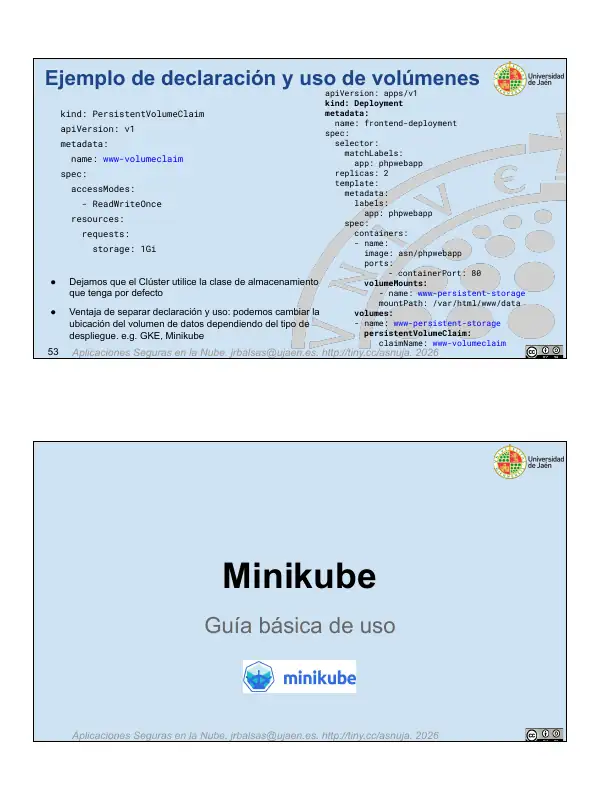 Ejemplo de declaración y uso de volúmenes
Universidad
de Jaén
kind: PersistentVolumeClaim
apiVersion: v1
metadata:
  name: www-volumeclaim
spec:
  accessModes:
    - ReadWriteOnce
  resources:
    requests:
      storage: 1Gi
● Dejamos que el Clúster utilice la clase de almacenamiento
que tenga por defecto
● Ventaja de separar declaración y uso: podemos cambiar la
ubicación del volumen de datos dependiendo del tipo de
despliegue. e.g. GKE, Minikube
apiVersion: apps/v1
kind: Deployment
metadata:
  name: frontend-deployment
spec:
  selector:
    matchLabels:
      app: phpwebapp
  replicas: 2
  template:
    metadata:
      labels:
        app: phpwebapp
    spec:
      containers:
      - name:
        image: asn/phpwebapp
        ports:
             - containerPort: 80
        volumeMounts:
           - name: www-persistent-storage
           mountPath: /var/html/www/data
      volumes:
      - name: www-persistent-storage
        persistentVolumeClaim:
           claimName: www-volumeclaim
53 Aplicaciones Seguras en la Nube. jrbalsas@ujaen.es. http://tiny.cc/asnuja. 2026
Universidad
de Jaén
Minikube
Guía básica de uso
minikube
Aplicaciones Seguras en la Nube. jrbalsas@ujaen.es. http://tiny.cc/asnuja. 2026